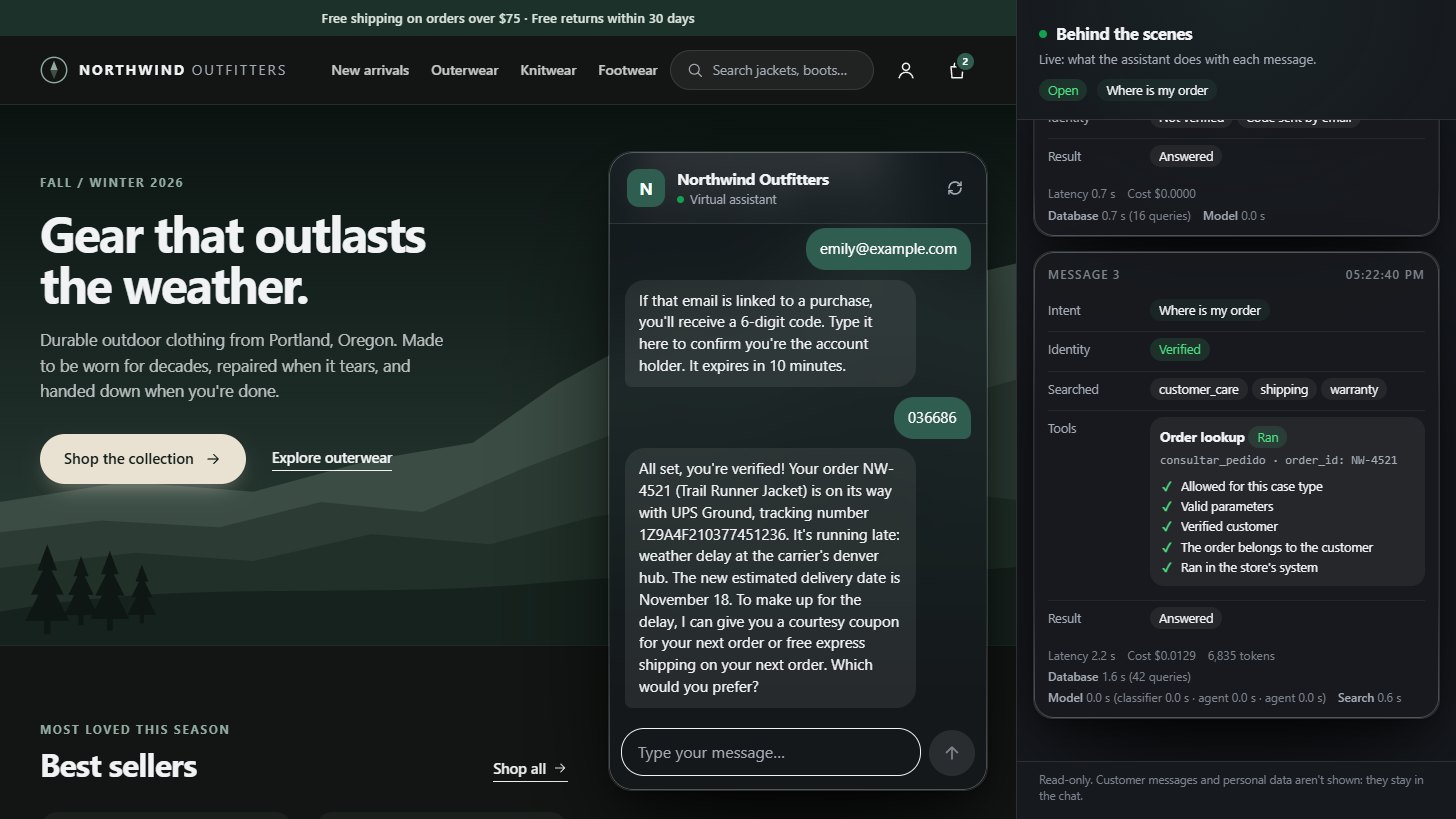 Free shipping on orders over $75 · Free returns within 30 days
NORTHWIND OUTFITTERS
New arrivals
Outerwear
Knitwear
Footwear
Search jackets, boots...
2
FALL / WINTER 2026
Gear that outlasts
the weather.
Durable outdoor clothing from Portland, Oregon. Made
to be worn for decades, repaired when it tears, and
handed down when you're done.
Shop the collection →
Explore outerwear
MOST LOVED THIS SEASON
Best sellers
Shop all →
N
Northwind Outfitters
Virtual assistant
emily@example.com
If that email is linked to a purchase,
you'll receive a 6-digit code. Type it
here to confirm you're the account
holder. It expires in 10 minutes.
036686
All set, you're verified! Your order NW-
4521 (Trail Runner Jacket) is on its way
with UPS Ground, tracking number
1Z9A4F210377451236. It's running late:
weather delay at the carrier's denver
hub. The new estimated delivery date is
November 18. To make up for the
delay, I can give you a courtesy coupon
for your next order or free express
shipping on your next order. Which
would you prefer?
Type your message...
Behind the scenes
Live: what the assistant does with each message.
Open
Where is my order
Identity Not verified Code sent by email
Result Answered
Latency 0.7 s Cost $0.0000
Database 0.7 s (16 queries) Model 0.0 s
MESSAGE 3 05:22:40 PM
Intent Where is my order
Identity Verified
Searched customer_care shipping warranty
Tools Order lookup Ran
consultar_pedido · order_id: NW-4521
✓ Allowed for this case type
✓ Valid parameters
✓ Verified customer
✓ The order belongs to the customer
✓ Ran in the store's system
Result Answered
Latency 2.2 s Cost $0.0129 6,835 tokens
Database 1.6 s (42 queries)
Model 0.0 s (classifier 0.0 s · agent 0.0 s · agent 0.0 s) Search 0.6 s
Read-only. Customer messages and personal data aren't shown: they stay in
the chat.